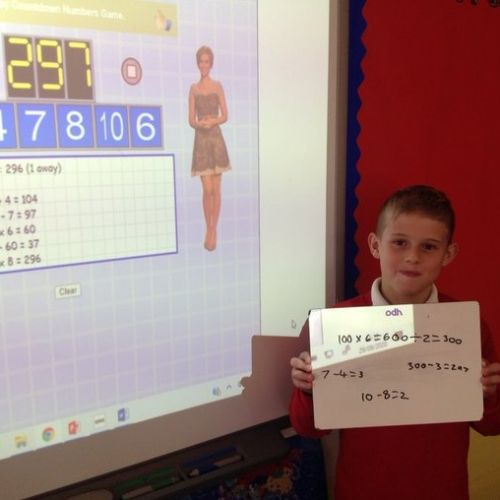 Countdown Numbers Game.
297
4 7 8 10 6
= 296 (1 away)
+ 4 = 104
- 7 = 97
x 6 = 60
- 60 = 37
x 8 = 296
Clear
odh
100 x 6 = 600 ÷ 2 = 300
7 - 4 = 3
300 - 3 = 297
10 - 8 = 2